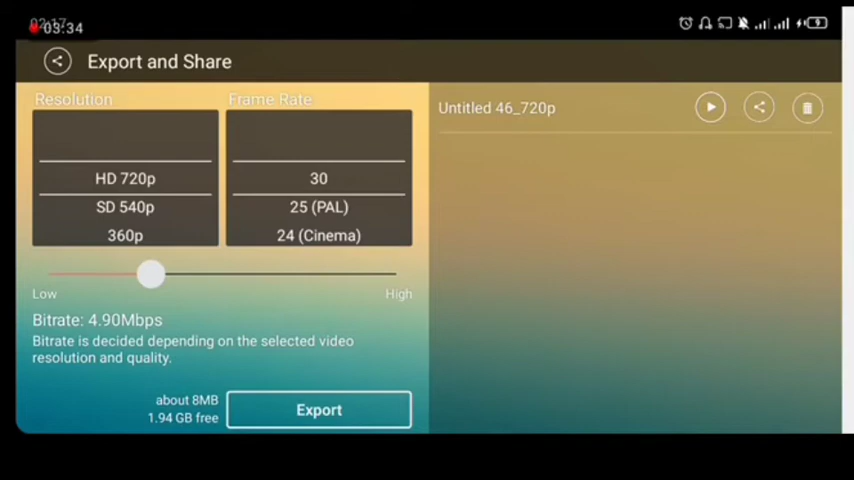 03:34
9
Export and Share
Resolution
Frame Rate
HD 720p
SD 540p
360p
30
25 (PAL)
24 (Cinema)
Low
High
Bitrate: 4.90Mbps
Bitrate is decided depending on the selected video
resolution and quality.
about 8MB
1.94 GB free
Export
Untitled 46_720p